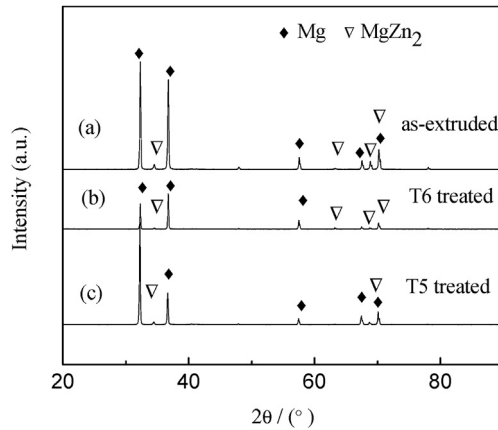 ◆ Mg ▽ MgZn₂
(a) as-extruded
(b) T6 treated
(c) T5 treated
Intensity (a.u.)
20 40 60 80
2θ / (°)